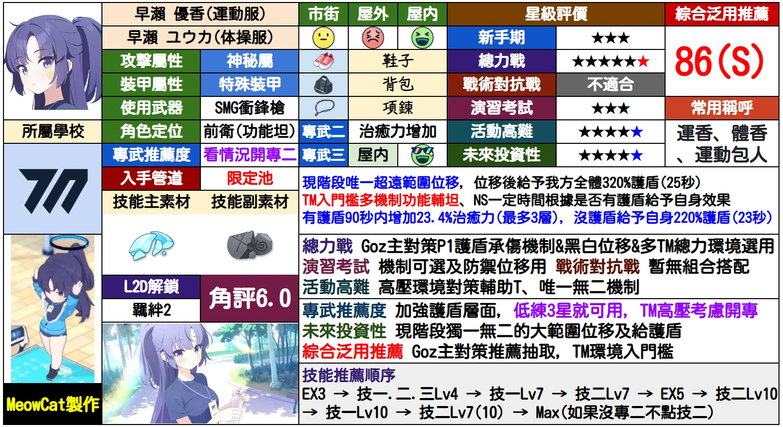 早瀨 優香(運動服)
早瀬 ユウカ(体操服)
攻擊屬性 神秘屬
裝甲屬性 特殊裝甲
使用武器 SMG衝鋒槍
所屬學校
角色定位 前衛(功能坦)
專武推薦度 看情況開專二
入手管道 限定池
技能主素材 技能副素材
L2D解鎖
羈絆2
角評6.0
MeowCat製作
市街 屋外 屋內
鞋子
背包
項鍊
專武二 治癒力增加
專武三 屋内
星級評價
新手期 ★★★
總力戰 ★★★★★★
戰術對抗戰 不適合
演習考試 ★★★
活動高難 ★★★★★
未來投資性 ★★★★★
綜合泛用推薦
86(S)
常用稱呼
運香、體香
、運動包人
現階段唯一超遠範圍位移, 位移後給予我方全體320%護盾(25秒)
TM入門檻多機制功能輔坦、NS一定時間根據是否有護盾給予自身效果
有護盾90秒內增加23.4%治癒力(最多3層), 沒護盾給予自身220%護盾(23秒)
總力戰 Goz主對策P1護盾承傷機制&黑白位移&多TM總力環境選用
演習考試 機制可選及防禦位移用 戰術對抗戰 暫無組合搭配
活動高難 高壓環境對策輔助T、唯一無二機制
專武推薦度 加強護盾層面, 低練3星就可用, TM高壓考慮開專
未來投資性 現階段獨一無二的大範圍位移及給護盾
綜合泛用推薦 Goz主對策推薦抽取, TM環境入門檻
技能推薦順序
EX3 → 技一.二.三Lv4 → 技一Lv7 → 技二Lv7 → EX5 → 技二Lv10
→ 技一Lv10 → 技二Lv7(10) → Max(如果沒專二不點技二)